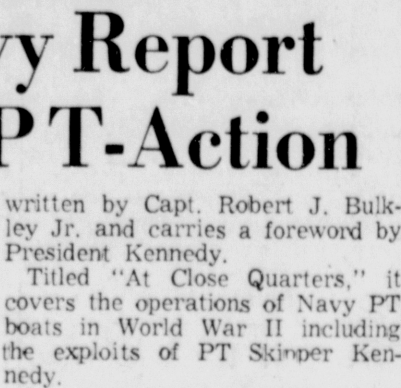 vy Report
PT-Action
written by Capt. Robert J. Bulk-
ley Jr. and carries a foreword by
President Kennedy.
Titled "At Close Quarters," it
covers the operations of Navy PT
boats in World War II including
the exploits of PT Skipper Ken-
nedy.